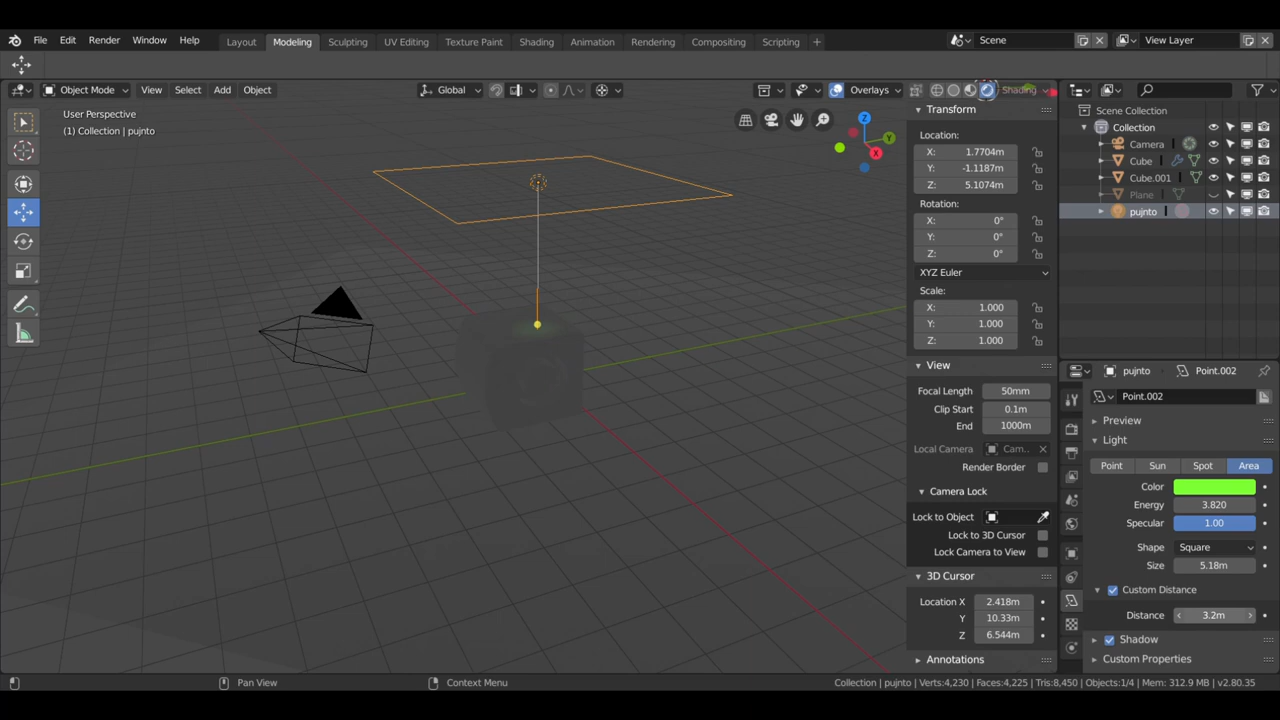 File Edit Render Window Help Layout Modeling Sculpting UV Editing Texture Paint Shading Animation Rendering Compositing Scripting + Scene View Layer
Object Mode View Select Add Object Global Overlays Shading
User Perspective
(1) Collection | pujnto
Z
Y
X
Transform
Location:
X: 1.7704m
Y: -1.1187m
Z: 5.1074m
Rotation:
X: 0°
Y: 0°
Z: 0°
XYZ Euler
Scale:
X: 1.000
Y: 1.000
Z: 1.000
View
Focal Length 50mm
Clip Start 0.1m
End 1000m
Local Camera Cam..
Render Border
Camera Lock
Lock to Object
Lock to 3D Cursor
Lock Camera to View
3D Cursor
Location X 2.418m
Y 10.33m
Z 6.544m
Annotations
Scene Collection
Collection
Camera
Cube
Cube.001
Plane
pujnto
pujnto Point.002
Point.002
Preview
Light
Point Sun Spot Area
Color
Energy 3.820
Specular 1.00
Shape Square
Size 5.18m
Custom Distance
Distance 3.2m
Shadow
Custom Properties
Pan View Context Menu Collection | pujnto | Verts:4,230 | Faces:4,225 | Tris:8,450 | Objects:1/4 | Mem: 312.9 MB | v2.80.35